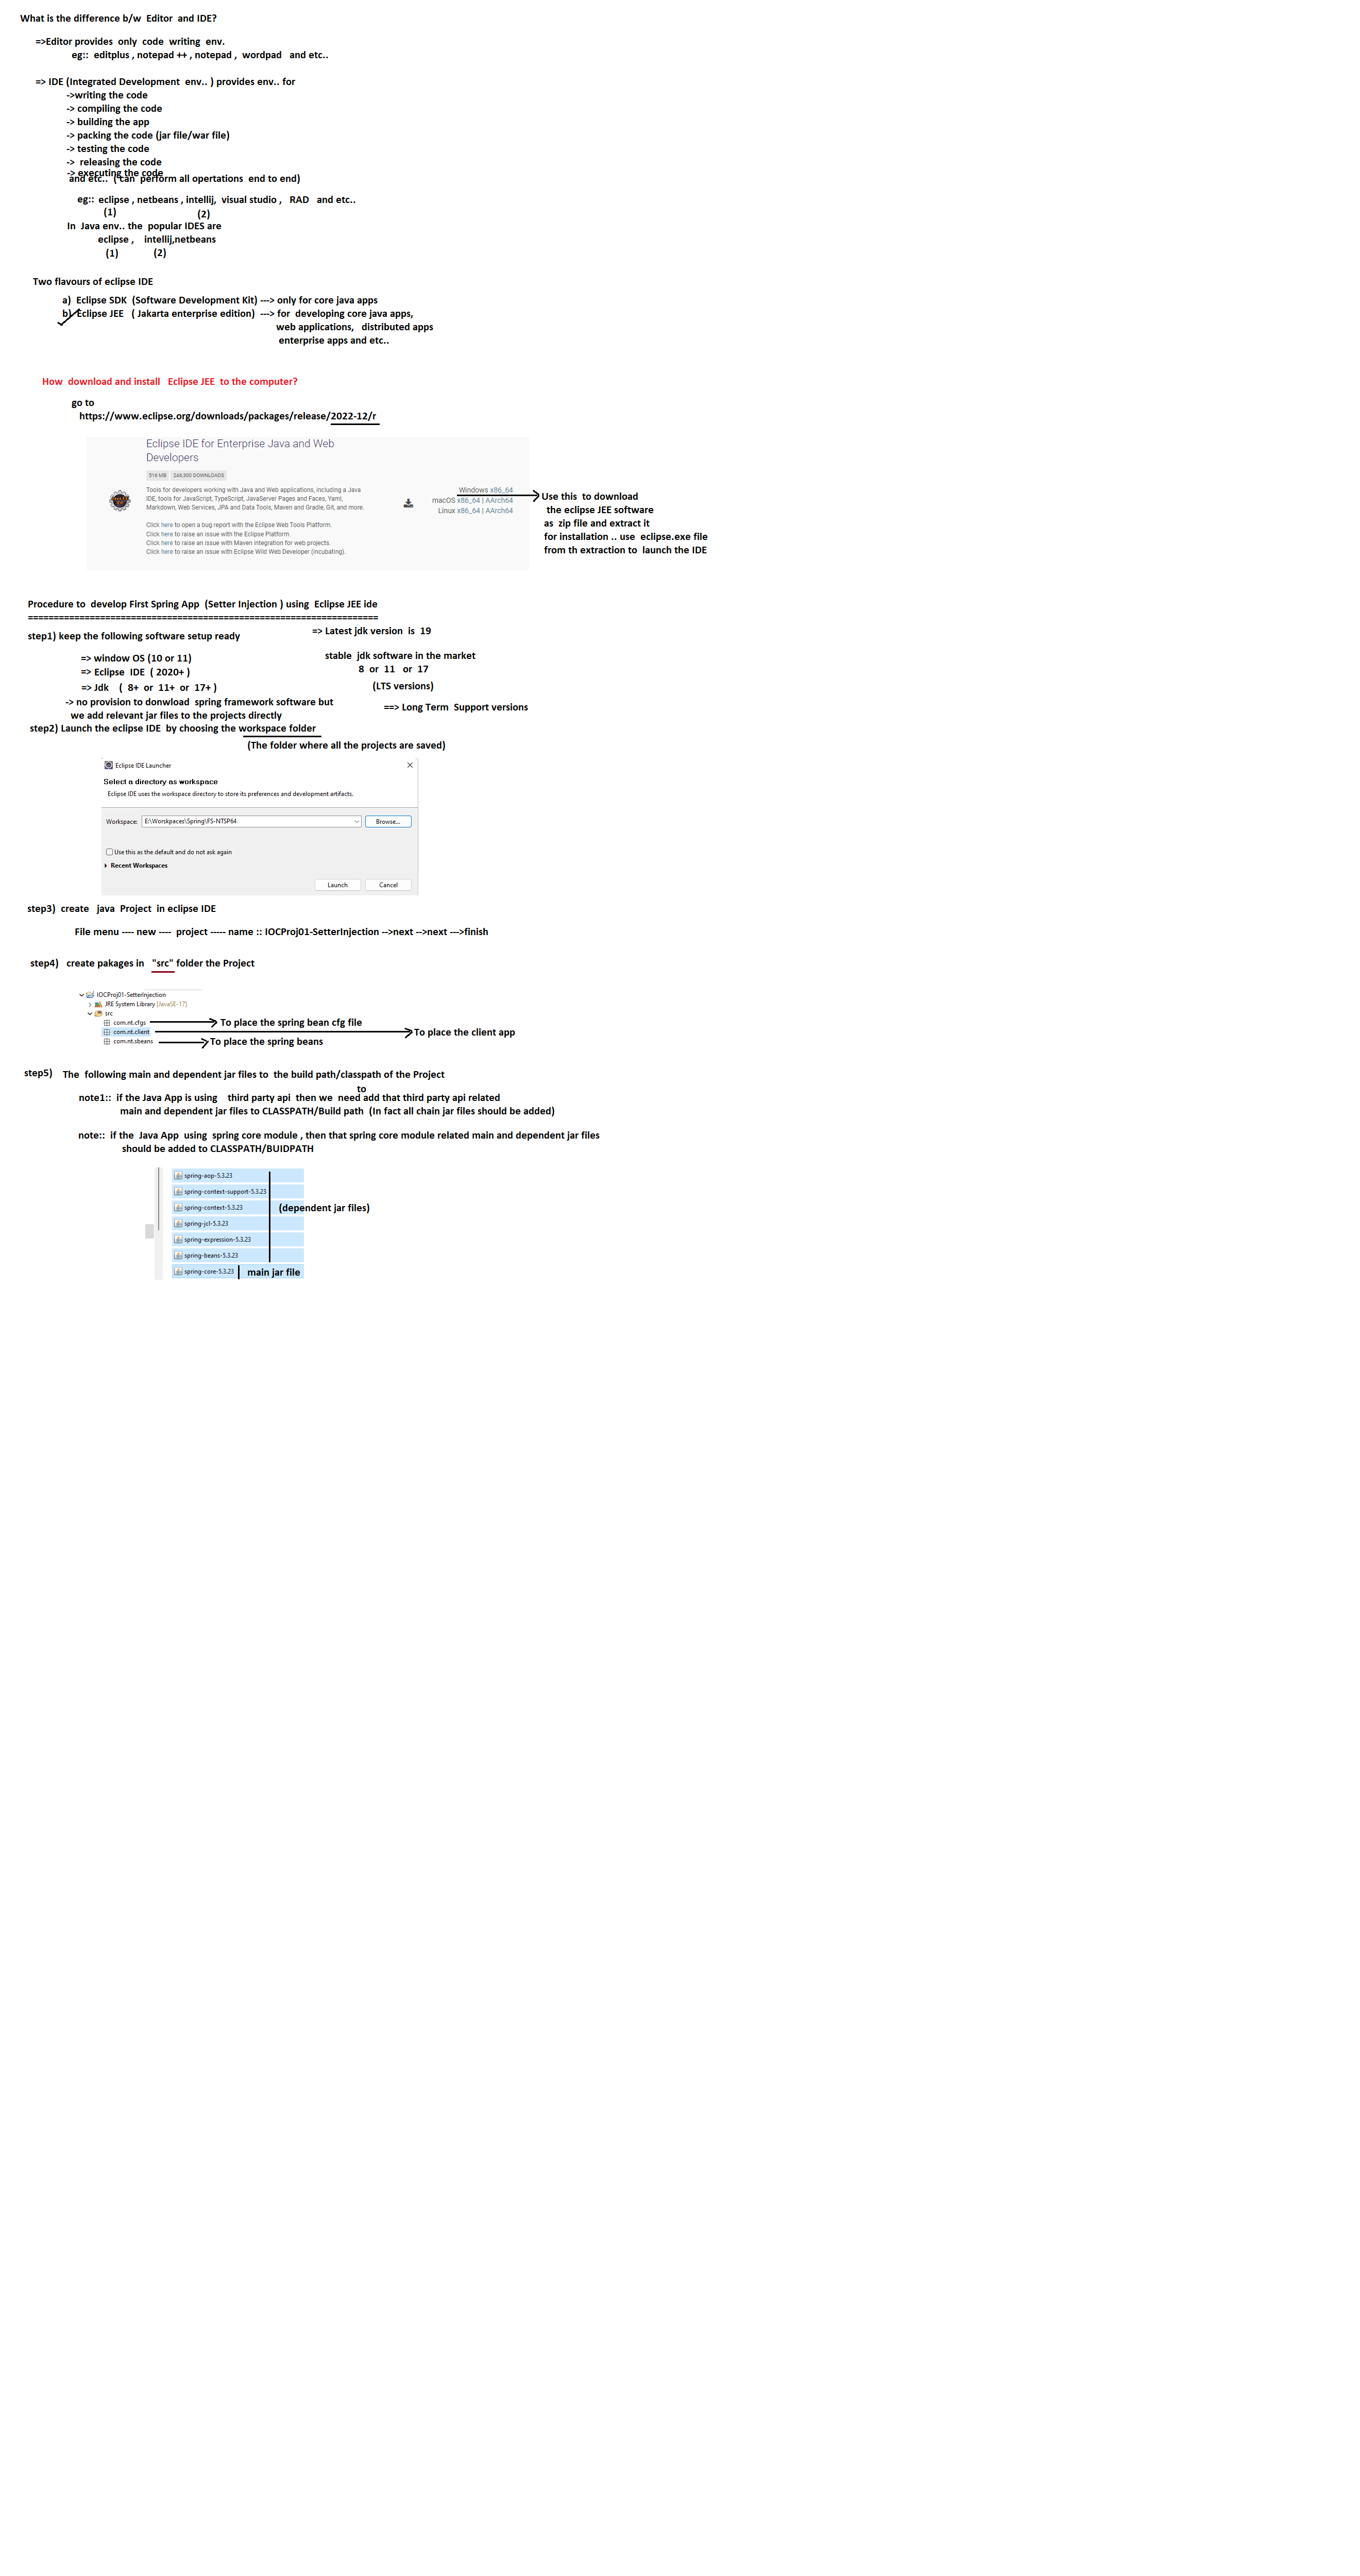 What is the difference b/w Editor and IDE?
=>Editor provides only code writing env.
eg:: editplus , notepad ++ , notepad , wordpad and etc..
=> IDE (Integrated Development env.. ) provides env.. for
->writing the code
-> compiling the code
-> building the app
-> packing the code (jar file/war file)
-> testing the code
-> releasing the code
-> executing the code
and etc.. (can perform all opertations end to end)
eg:: eclipse , netbeans , intellij, visual studio , RAD and etc..
(1) (2)
In Java env.. the popular IDES are
eclipse , intellij,netbeans
(1) (2)
Two flavours of eclipse IDE
a) Eclipse SDK (Software Development Kit) ---> only for core java apps
b) Eclipse JEE ( Jakarta enterprise edition) ---> for developing core java apps,
web applications, distributed apps
enterprise apps and etc..
How download and install Eclipse JEE to the computer?
go to
https://www.eclipse.org/downloads/packages/release/2022-12/r
Eclipse IDE for Enterprise Java and Web
Developers
516 MB 248,300 DOWNLOADS
Tools for developers working with Java and Web applications, including a Java
IDE, tools for JavaScript, TypeScript, JavaServer Pages and Faces, Yaml,
Markdown, Web Services, JPA and Data Tools, Maven and Gradle, Git, and more.
Click here to open a bug report with the Eclipse Web Tools Platform.
Click here to raise an issue with the Eclipse Platform.
Click here to raise an issue with Maven integration for web projects.
Click here to raise an issue with Eclipse Wild Web Developer (incubating).
Windows x86_64
macOS x86_64 | AArch64
Linux x86_64 | AArch64
Use this to download
the eclipse JEE software
as zip file and extract it
for installation .. use eclipse.exe file
from th extraction to launch the IDE
Procedure to develop First Spring App (Setter Injection ) using Eclipse JEE ide
====================================================================
step1) keep the following software setup ready
=> Latest jdk version is 19
=> window OS (10 or 11)
=> Eclipse IDE ( 2020+ )
=> Jdk ( 8+ or 11+ or 17+ )
stable jdk software in the market
8 or 11 or 17
(LTS versions)
==> Long Term Support versions
-> no provision to donwload spring framework software but
we add relevant jar files to the projects directly
step2) Launch the eclipse IDE by choosing the workspace folder
(The folder where all the projects are saved)
Eclipse IDE Launcher
Select a directory as workspace
Eclipse IDE uses the workspace directory to store its preferences and development artifacts.
Workspace: E:\Worskpaces\Spring\FS-NTSP64 Browse...
Use this as the default and do not ask again
Recent Workspaces
Launch Cancel
step3) create java Project in eclipse IDE
File menu ---- new ---- project ----- name :: IOCProj01-SetterInjection -->next -->next --->finish
step4) create pakages in "src" folder the Project
IOCProj01-SetterInjection
JRE System Library [JavaSE-17]
src
com.nt.cfgs To place the spring bean cfg file
com.nt.client To place the client app
com.nt.sbeans To place the spring beans
step5) The following main and dependent jar files to the build path/classpath of the Project
to
note1:: if the Java App is using third party api then we need add that third party api related
main and dependent jar files to CLASSPATH/Build path (In fact all chain jar files should be added)
note:: if the Java App using spring core module , then that spring core module related main and dependent jar files
should be added to CLASSPATH/BUIDPATH
spring-aop-5.3.23
spring-context-support-5.3.23
spring-context-5.3.23 (dependent jar files)
spring-jcl-5.3.23
spring-expression-5.3.23
spring-beans-5.3.23
spring-core-5.3.23 main jar file